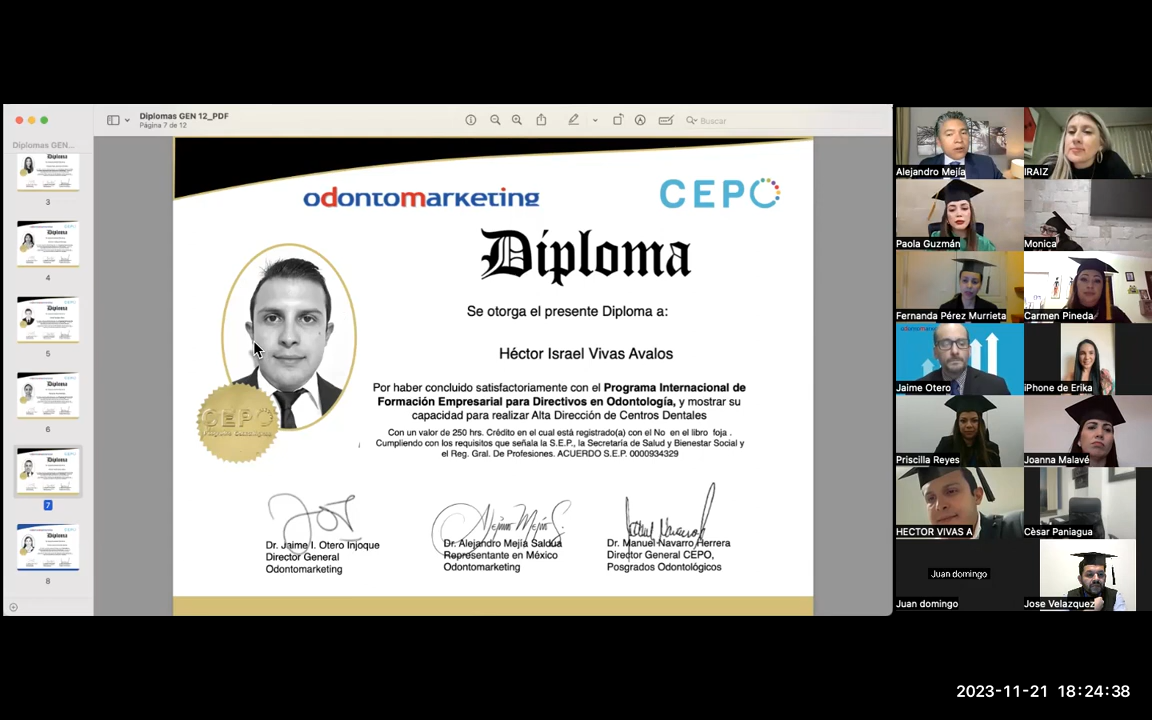 Diplomas GEN 12_PDF
Página 7 de 12
Buscar
Diplomas GEN...
3
4
5
6
7
8
odontomarketing
CEPO
Diploma
Se otorga el presente Diploma a:
Héctor Israel Vivas Avalos
Por haber concluido satisfactoriamente con el Programa Internacional de
Formación Empresarial para Directivos en Odontología, y mostrar su
capacidad para realizar Alta Dirección de Centros Dentales
Con un valor de 250 hrs. Crédito en el cual está registrado(a) con el No en el libro foja .
Cumpliendo con los requisitos que señala la S.E.P., la Secretaría de Salud y Bienestar Social y
el Reg. Gral. De Profesiones. ACUERDO S.E.P. 0000934329
CEPO
Dr. Jaime I. Otero Injoque
Director General
Odontomarketing
Dr. Alejandro Mejía Saldua
Representante en México
Odontomarketing
Dr. Manuel Navarro Herrera
Director General CEPO,
Posgrados Odontológicos
Alejandro Mejía
IRAIZ
Paola Guzmán
Monica
Fernanda Pérez Murrieta
Carmen Pineda
Jaime Otero
iPhone de Erika
Priscilla Reyes
Joanna Malavé
HECTOR VIVAS A
Cèsar Paniagua
Juan domingo
Juan domingo
Jose Velazquez
2023-11-21 18:24:38